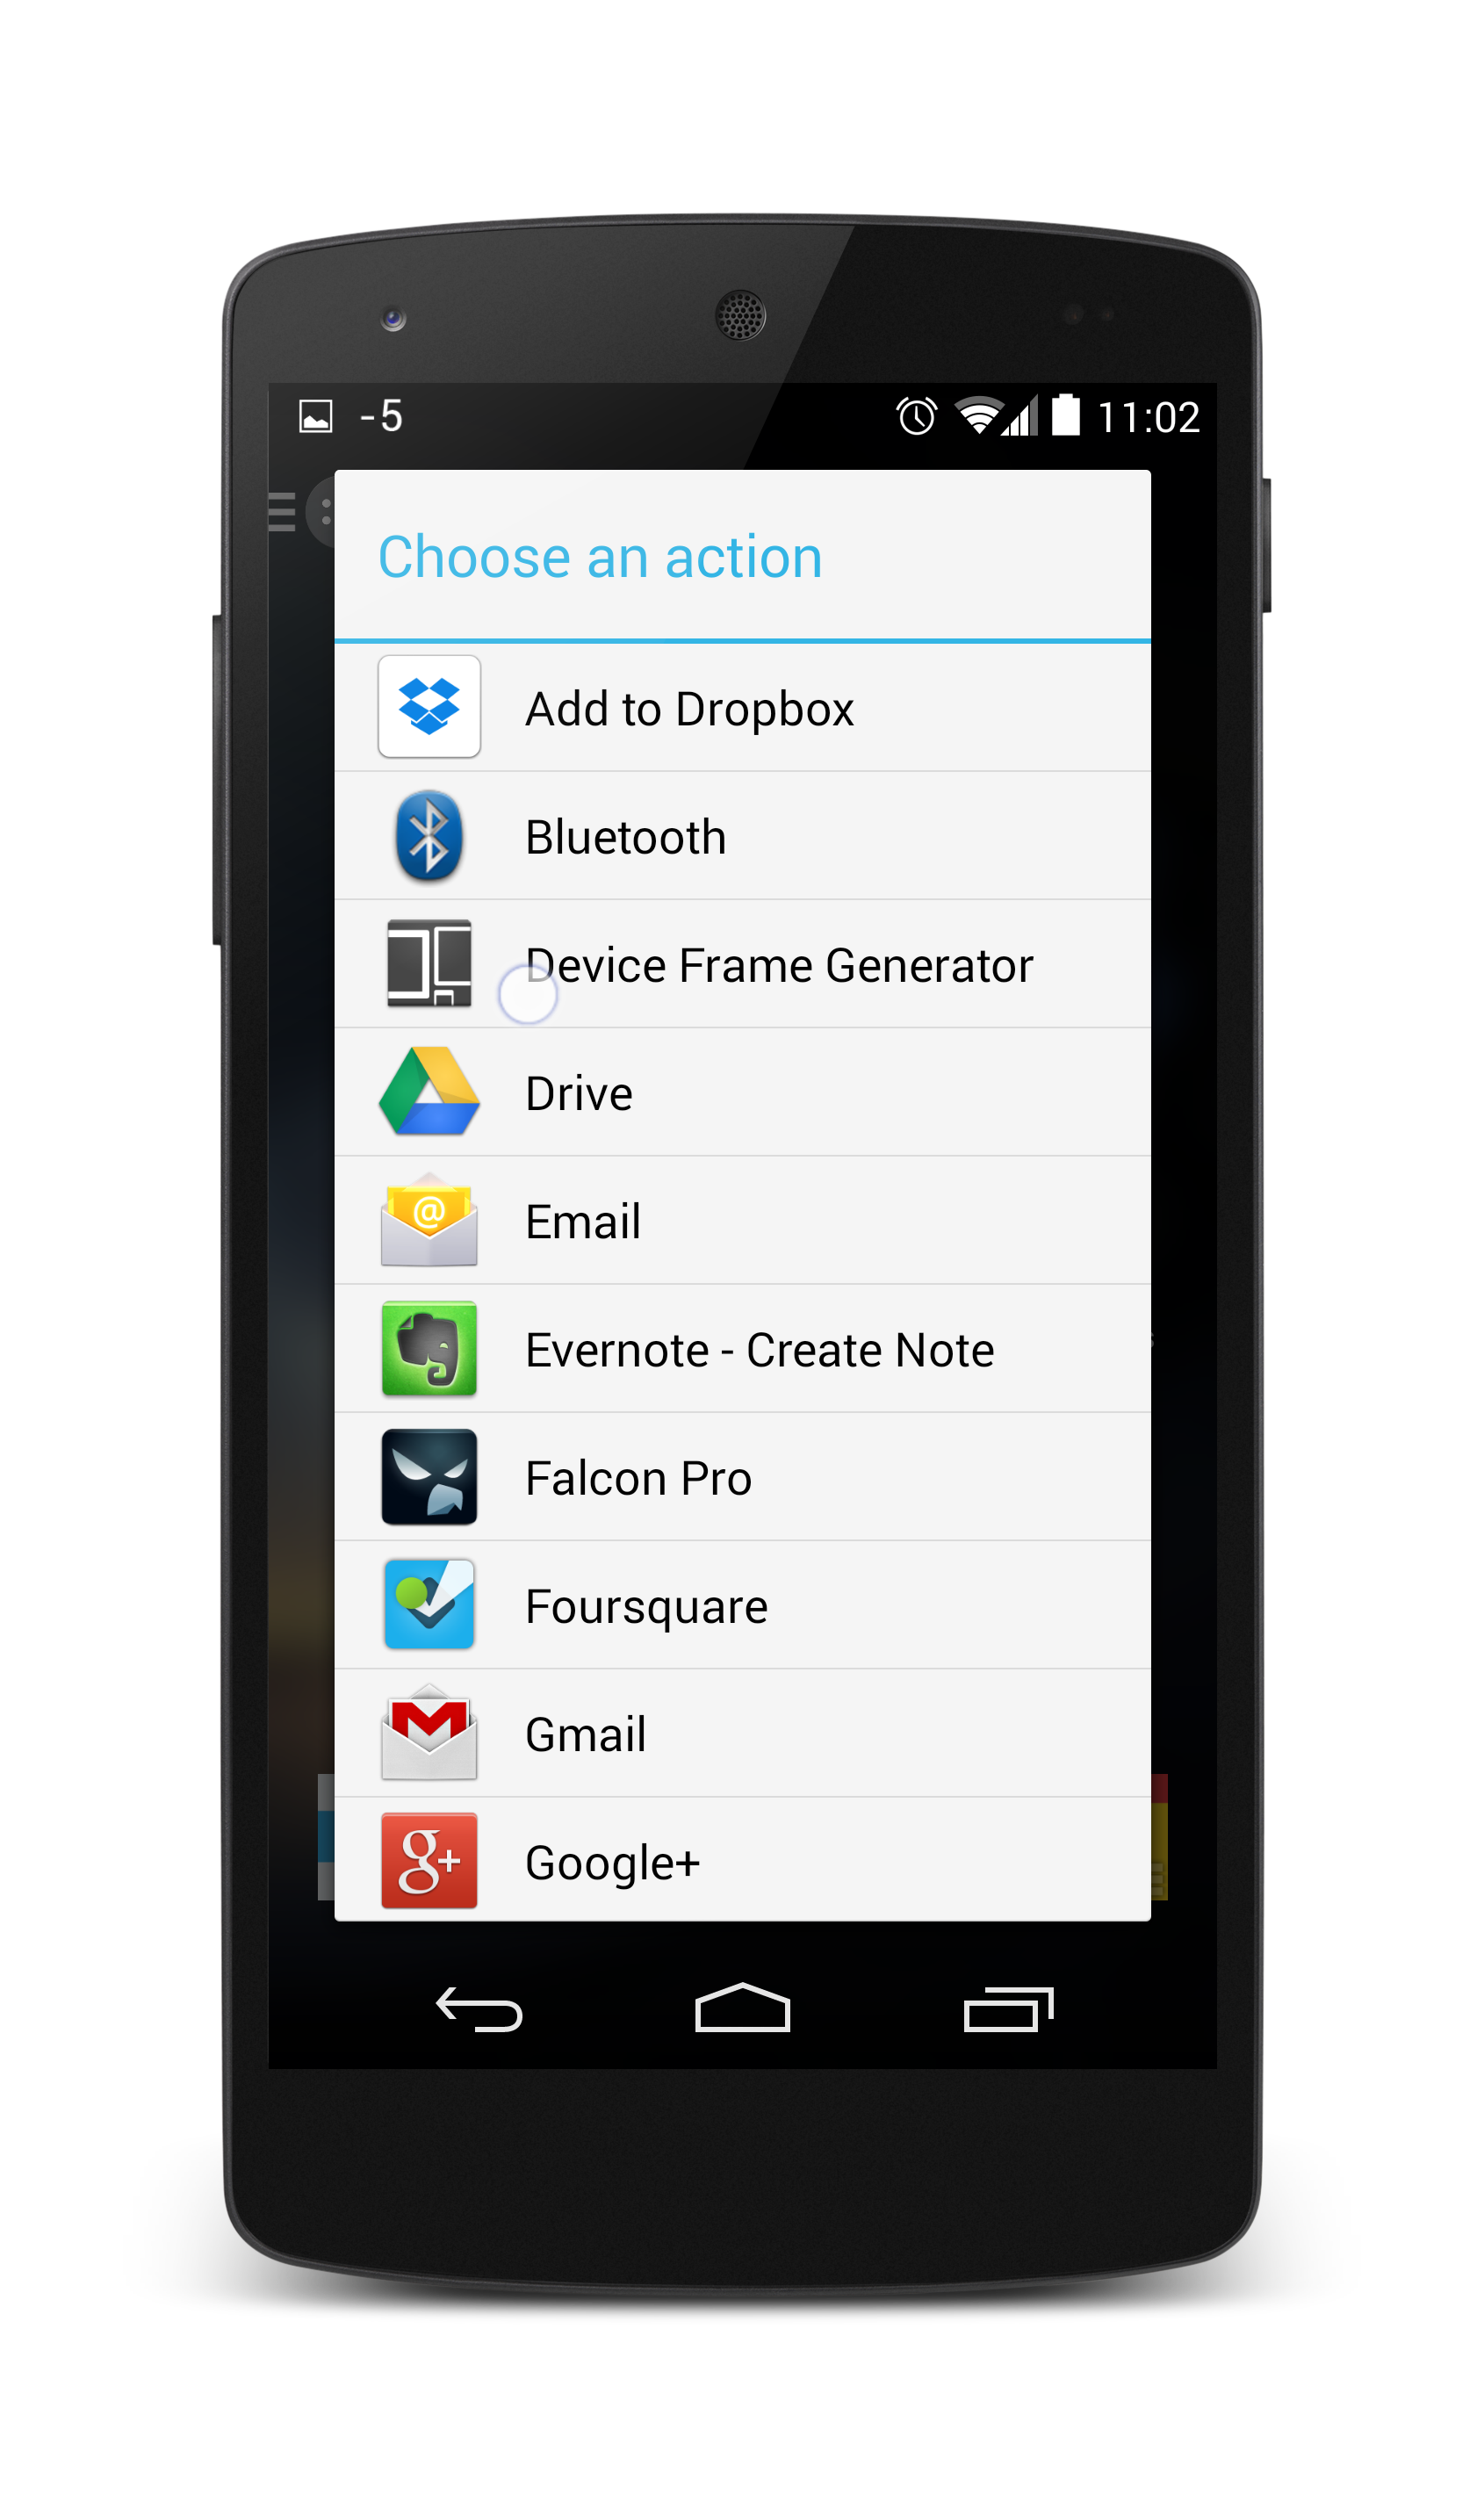 -5 11:02
Choose an action
Add to Dropbox
Bluetooth
Device Frame Generator
Drive
@
Email
Evernote - Create Note
Falcon Pro
Foursquare
Gmail
g+
Google+